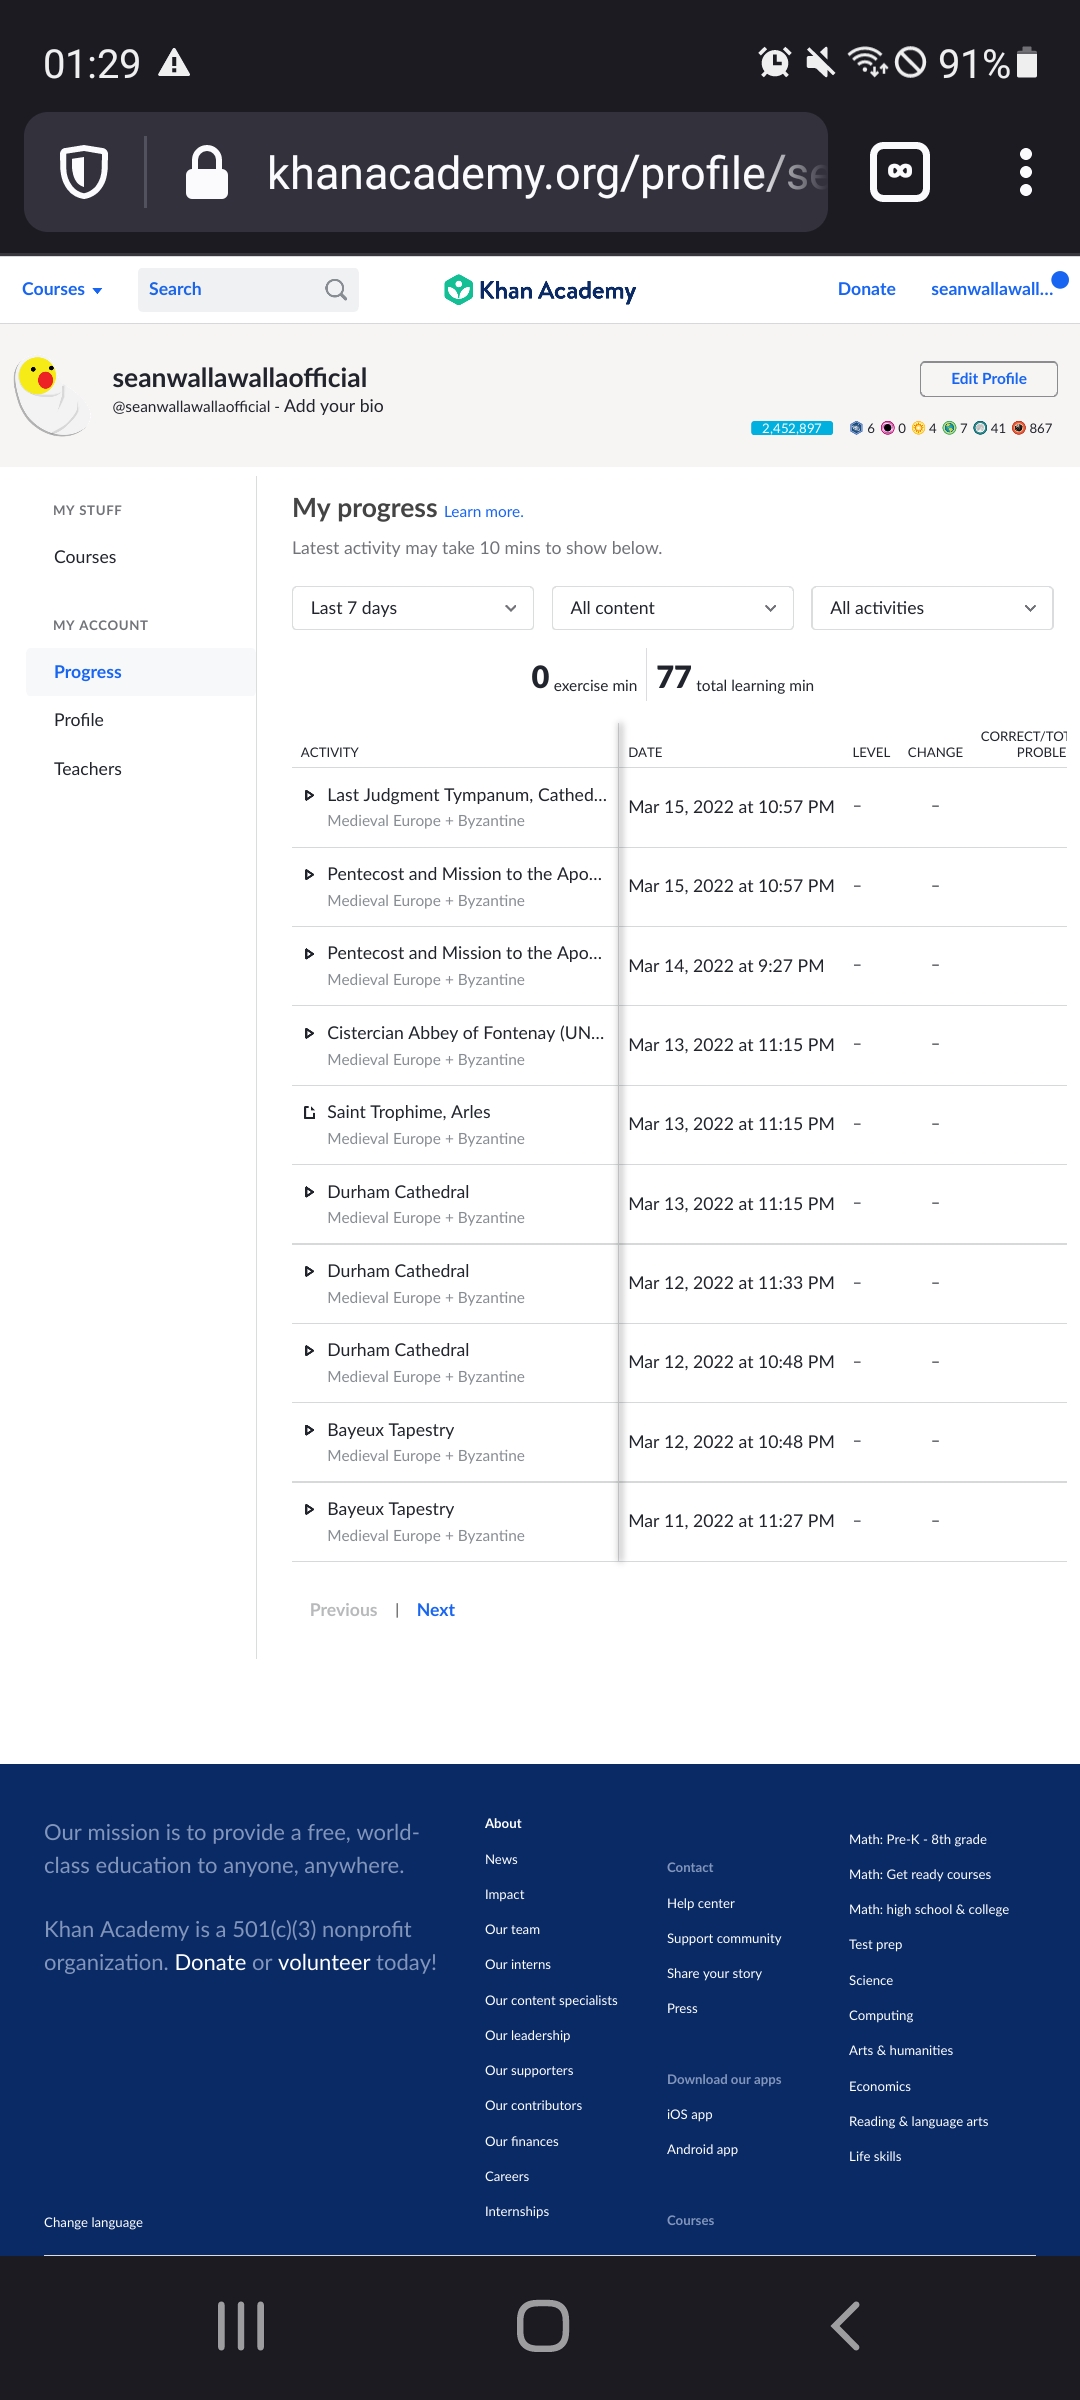 01:29
91%
khanacademy.org/profile/se
Courses
Search
Khan Academy
Donate
seanwallawall...
seanwallawallaofficial
@seanwallawallaofficial - Add your bio
Edit Profile
2,452,897 6 0 4 7 41 867
MY STUFF
Courses
MY ACCOUNT
Progress
Profile
Teachers
My progress Learn more.
Latest activity may take 10 mins to show below.
Last 7 days
All content
All activities
0 exercise min
77 total learning min
ACTIVITY
DATE
LEVEL
CHANGE
CORRECT/TOT
PROBLE
Last Judgment Tympanum, Cathed...
Medieval Europe + Byzantine
Mar 15, 2022 at 10:57 PM – –
Pentecost and Mission to the Apo...
Medieval Europe + Byzantine
Mar 15, 2022 at 10:57 PM – –
Pentecost and Mission to the Apo...
Medieval Europe + Byzantine
Mar 14, 2022 at 9:27 PM – –
Cistercian Abbey of Fontenay (UN...
Medieval Europe + Byzantine
Mar 13, 2022 at 11:15 PM – –
Saint Trophime, Arles
Medieval Europe + Byzantine
Mar 13, 2022 at 11:15 PM – –
Durham Cathedral
Medieval Europe + Byzantine
Mar 13, 2022 at 11:15 PM – –
Durham Cathedral
Medieval Europe + Byzantine
Mar 12, 2022 at 11:33 PM – –
Durham Cathedral
Medieval Europe + Byzantine
Mar 12, 2022 at 10:48 PM – –
Bayeux Tapestry
Medieval Europe + Byzantine
Mar 12, 2022 at 10:48 PM – –
Bayeux Tapestry
Medieval Europe + Byzantine
Mar 11, 2022 at 11:27 PM – –
Previous | Next
Our mission is to provide a free, world-
class education to anyone, anywhere.
Khan Academy is a 501(c)(3) nonprofit
organization. Donate or volunteer today!
Change language
About
News
Impact
Our team
Our interns
Our content specialists
Our leadership
Our supporters
Our contributors
Our finances
Careers
Internships
Contact
Help center
Support community
Share your story
Press
Download our apps
iOS app
Android app
Courses
Math: Pre-K - 8th grade
Math: Get ready courses
Math: high school & college
Test prep
Science
Computing
Arts & humanities
Economics
Reading & language arts
Life skills